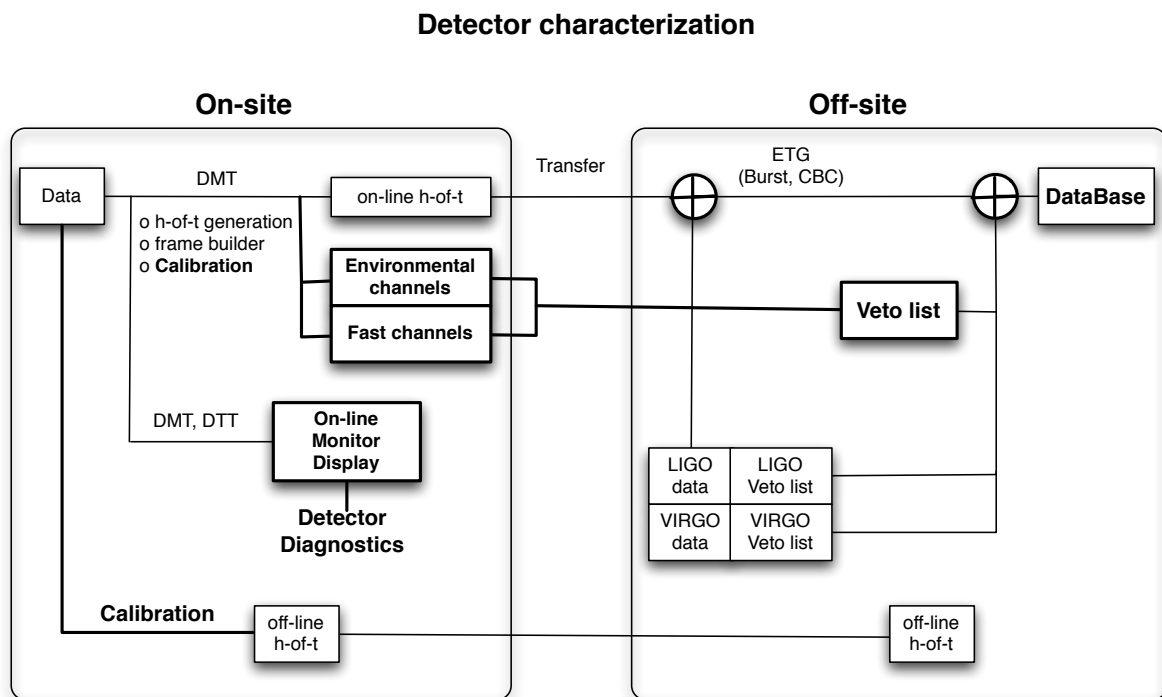 Detector characterization
On-site
Off-site
Data
DMT
o h-of-t generation
o frame builder
o Calibration
on-line h-of-t
Transfer
ETG
(Burst, CBC)
DataBase
Environmental
channels
Fast channels
Veto list
DMT, DTT
On-line
Monitor
Display
Detector
Diagnostics
LIGO
data
LIGO
Veto list
VIRGO
data
VIRGO
Veto list
Calibration
off-line
h-of-t
off-line
h-of-t